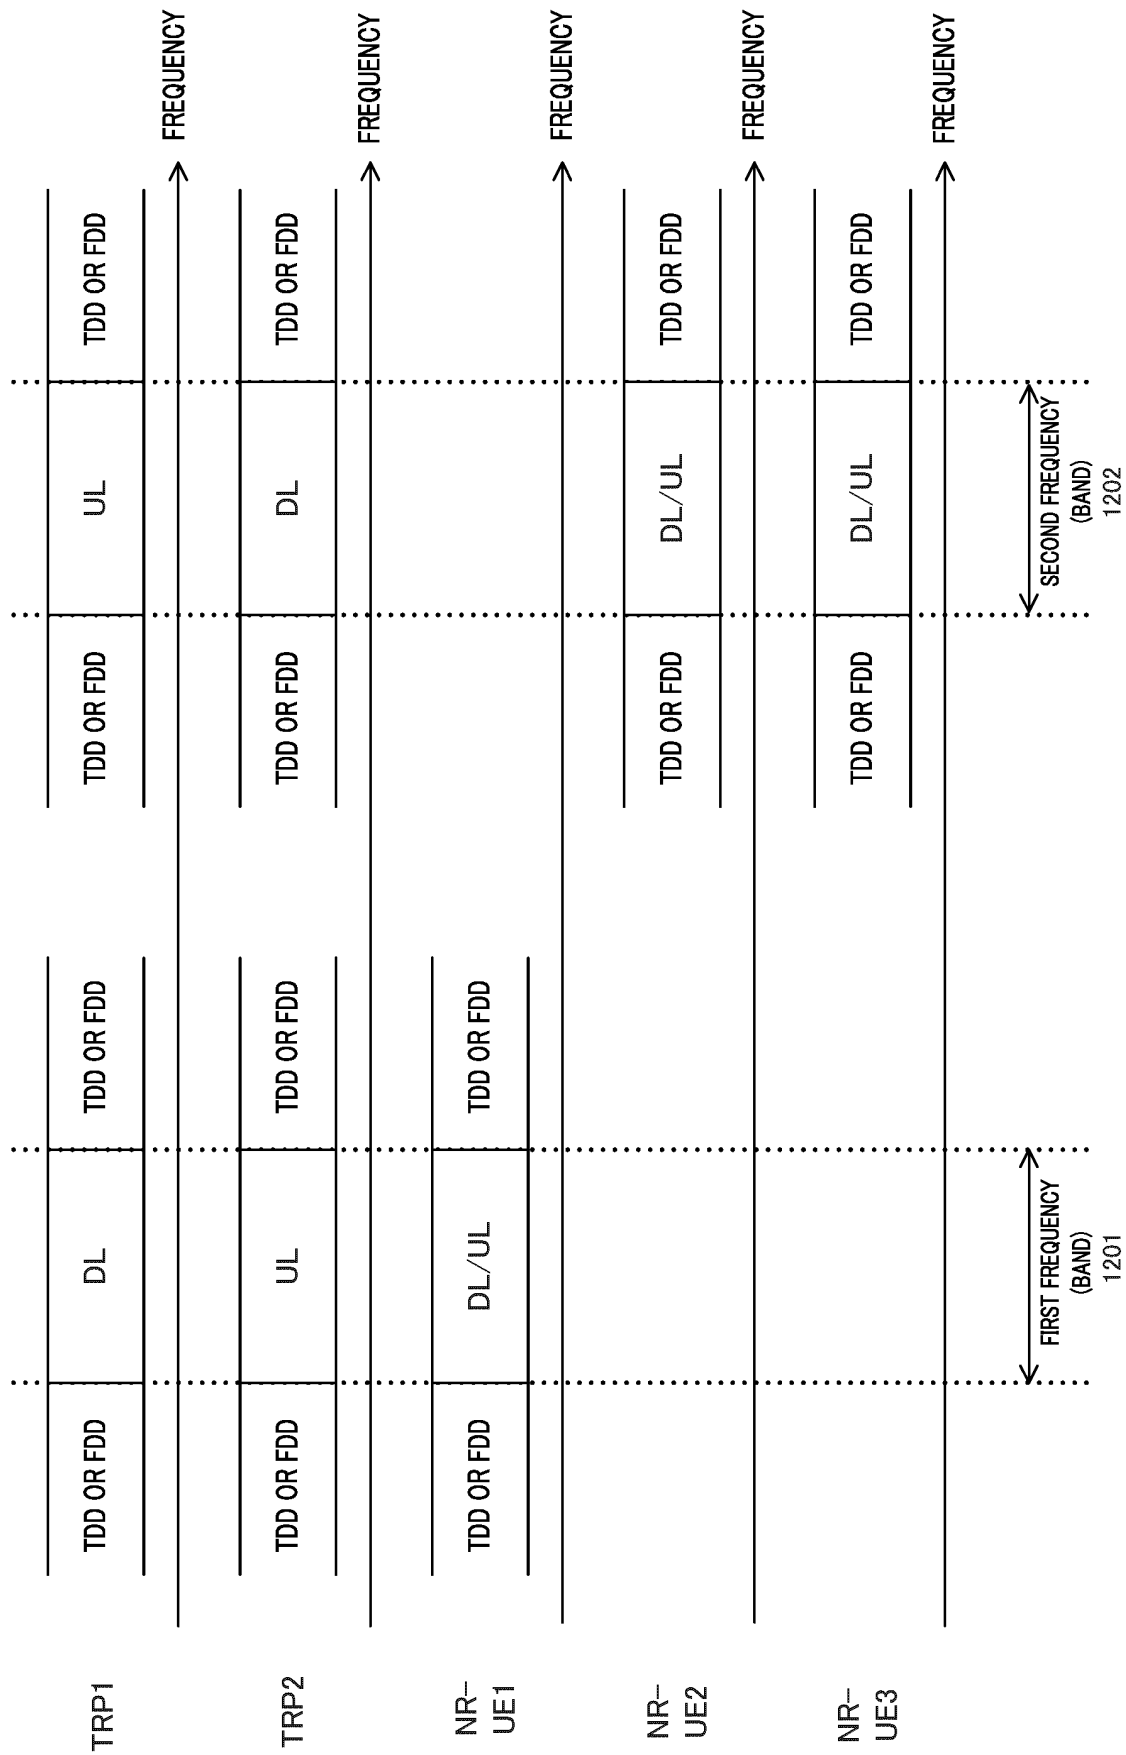 TRP1
TDD OR FDD
DL
TDD OR FDD
TDD OR FDD
UL
TDD OR FDD
FREQUENCY
TRP2
TDD OR FDD
UL
TDD OR FDD
TDD OR FDD
DL
TDD OR FDD
FREQUENCY
NR-
UE1
TDD OR FDD
DL/UL
TDD OR FDD
FREQUENCY
NR-
UE2
TDD OR FDD
DL/UL
TDD OR FDD
FREQUENCY
NR-
UE3
TDD OR FDD
DL/UL
TDD OR FDD
FREQUENCY
FIRST FREQUENCY
(BAND)
1201
SECOND FREQUENCY
(BAND)
1202